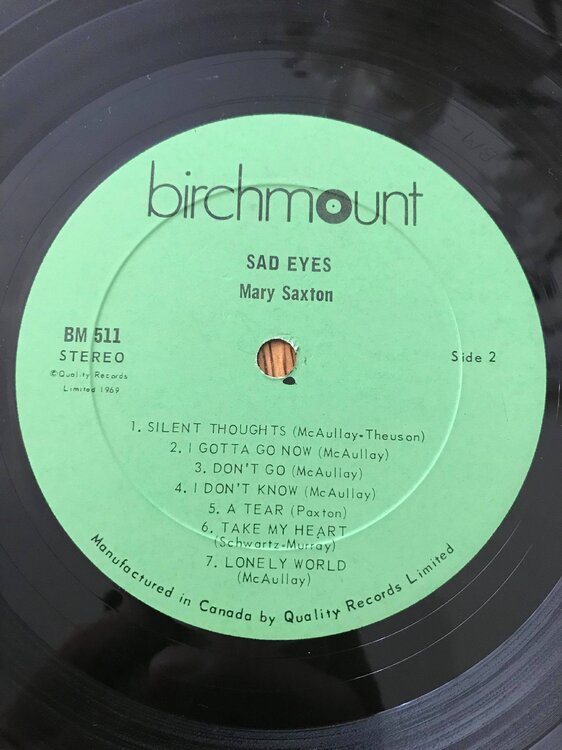 birchmount
SAD EYES
Mary Saxton
BM 511
STEREO
©Quality Records
Limited 1969
Side 2
1. SILENT THOUGHTS (McAullay-Theuson)
2. I GOTTA GO NOW (McAullay)
3. DON'T GO (McAullay)
4. I DON'T KNOW (McAullay)
5. A TEAR (Paxton)
6. TAKE MY HEART
(Schwartz-Murray)
7. LONELY WORLD
(McAullay)
Manufactured in Canada by Quality Records Limited